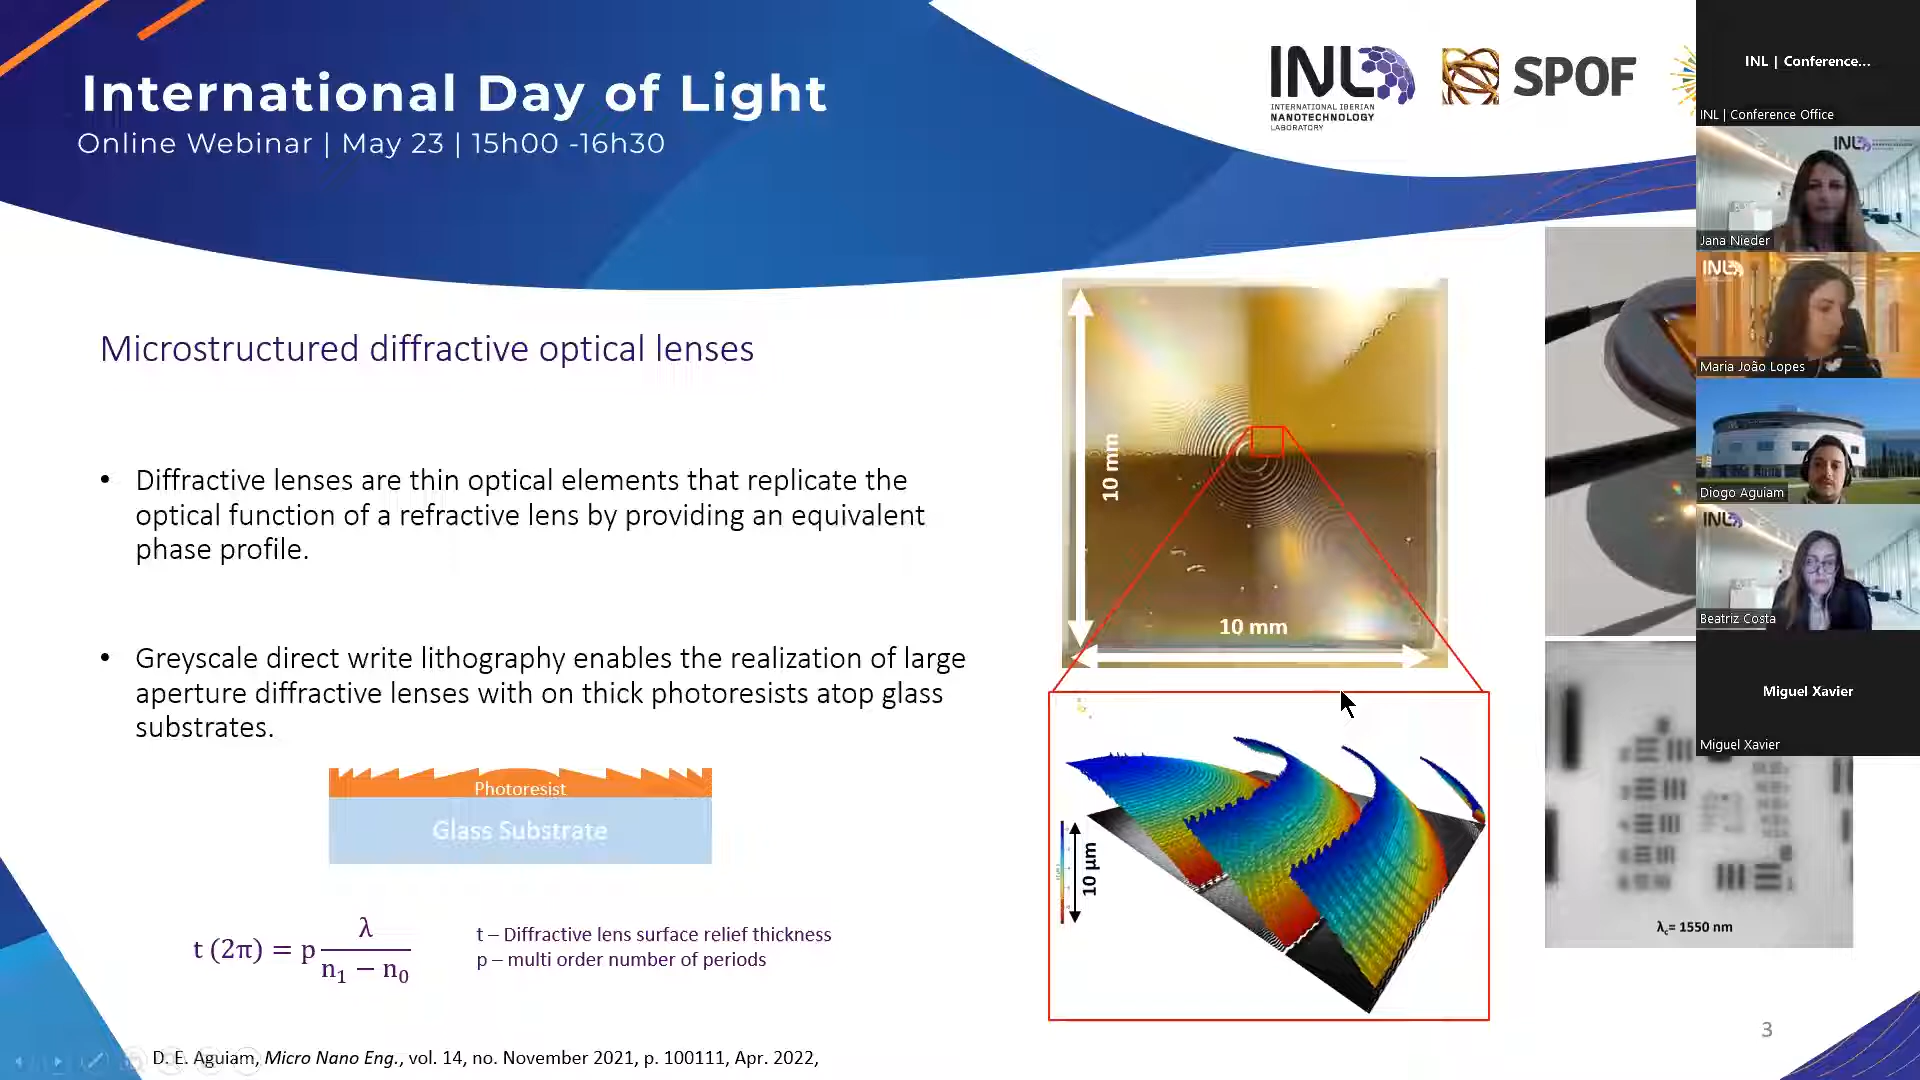 International Day of Light
Online Webinar | May 23 | 15h00 -16h30
INL
INTERNATIONAL IBERIAN
NANOTECHNOLOGY
LABORATORY
SPOF
Microstructured diffractive optical lenses
• Diffractive lenses are thin optical elements that replicate the
optical function of a refractive lens by providing an equivalent
phase profile.
• Greyscale direct write lithography enables the realization of large
aperture diffractive lenses with on thick photoresists atop glass
substrates.
Photoresist
Glass Substrate
t (2π) = p λ / (n₁ − n₀)
t – Diffractive lens surface relief thickness
p – multi order number of periods
D. E. Aguiam, Micro Nano Eng., vol. 14, no. November 2021, p. 100111, Apr. 2022,
10 mm
10 mm
10 µm
λc= 1550 nm
3
INL | Conference...
INL | Conference Office
INL
Jana Nieder
INL
Maria João Lopes
Diogo Aguiam
INL
Beatriz Costa
Miguel Xavier
Miguel Xavier